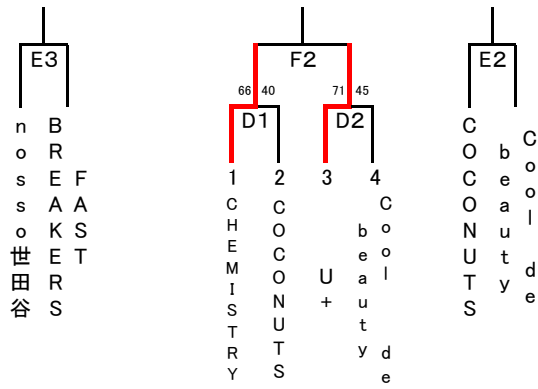 E3
F2
E2
66 40
71 45
D1
D2
1 2 3 4
nosso世田谷
FAST
BREAKERS
CHEMISTRY
COCONUTS
U+
Cool de
beauty
COCONUTS
Cool de
beauty